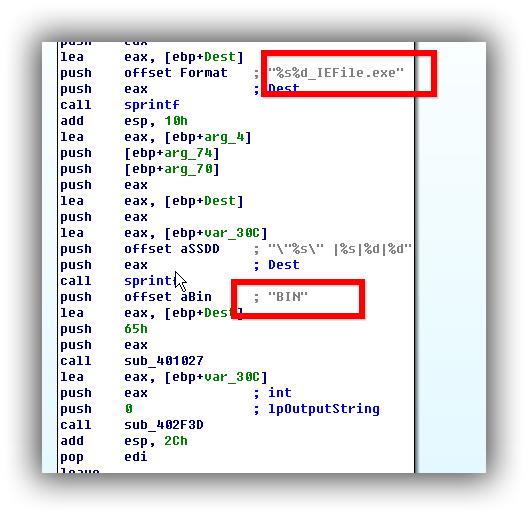 push    eax
lea     eax, [ebp+Dest]
push    offset Format   ; "%s%d_IEFile.exe"
push    eax             ; Dest
call    sprintf
add     esp, 10h
lea     eax, [ebp+arg_4]
push    [ebp+arg_74]
push    [ebp+arg_70]
push    eax
lea     eax, [ebp+Dest]
push    eax
lea     eax, [ebp+var_30C]
push    offset aSSDD    ; "\"%s\" |%s|%d|%d"
push    eax             ; Dest
call    sprintf
push    offset aBin     ; "BIN"
lea     eax, [ebp+Dest]
push    65h
push    eax
call    sub_401027
lea     eax, [ebp+var_30C]
push    eax             ; int
push    0               ; lpOutputString
call    sub_402F3D
add     esp, 2Ch
pop     edi
leave